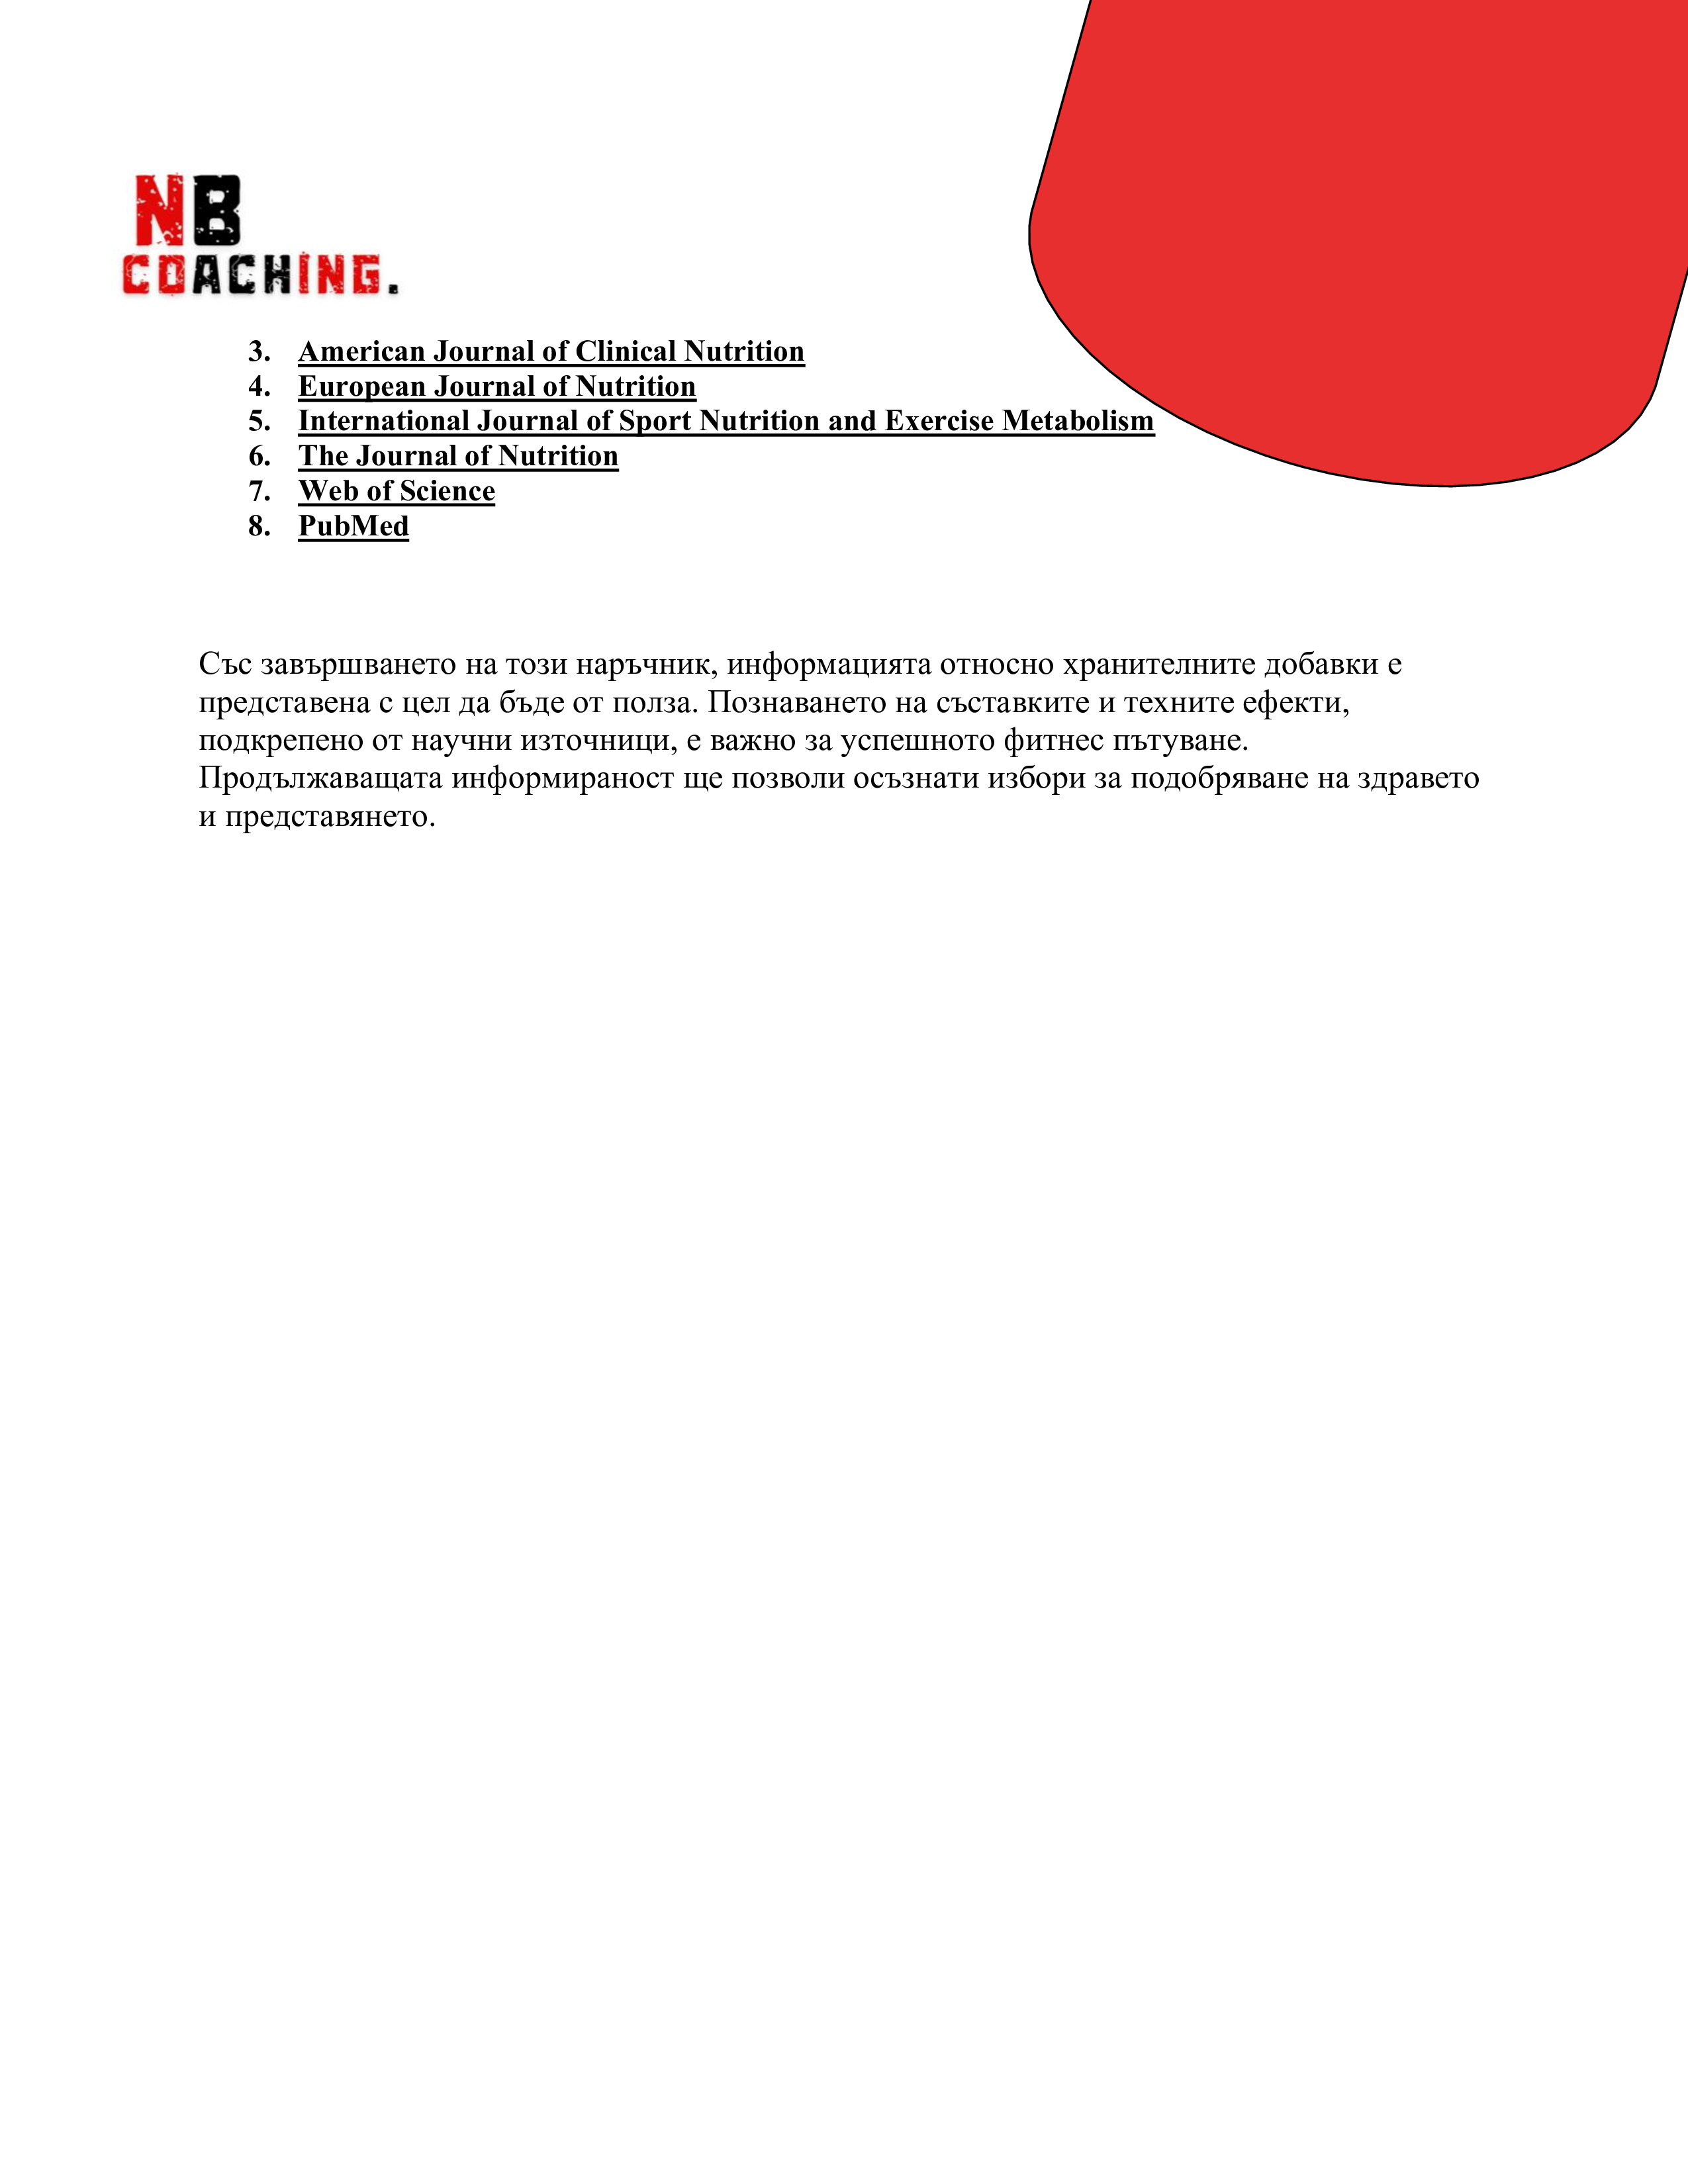 NB
COACHING.
3. American Journal of Clinical Nutrition
4. European Journal of Nutrition
5. International Journal of Sport Nutrition and Exercise Metabolism
6. The Journal of Nutrition
7. Web of Science
8. PubMed
Със завършването на този наръчник, информацията относно хранителните добавки е
представена с цел да бъде от полза. Познаването на съставките и техните ефекти,
подкрепено от научни източници, е важно за успешното фитнес пътуване.
Продължаващата информираност ще позволи осъзнати избори за подобряване на здравето
и представянето.